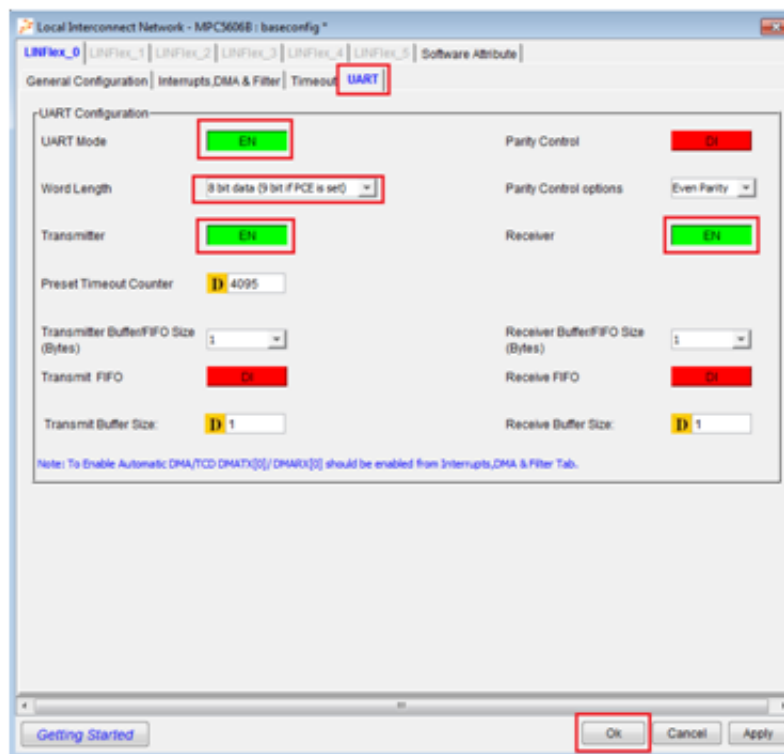 Local Interconnect Network - MPC5606B : baseconfig *
LINFlex_0 LINFlex_1 LINFlex_2 LINFlex_3 LINFlex_4 LINFlex_5 Software Attribute
General Configuration Interrupts,DMA & Filter Timeout UART
UART Configuration
UART Mode EN Parity Control DI
Word Length 8 bit data (9 bit if PCE is set) Parity Control options Even Parity
Transmitter EN Receiver EN
Preset Timeout Counter D 4095
Transmitter Buffer/FIFO Size (Bytes) 1 Receiver Buffer/FIFO Size (Bytes) 1
Transmit FIFO DI Receive FIFO DI
Transmit Buffer Size: D 1 Receive Buffer Size: D 1
Note: To Enable Automatic DMA/TCD DMATX[0]/ DMARX[0] should be enabled from Interrupts,DMA & Filter Tab.
Getting Started Ok Cancel Apply